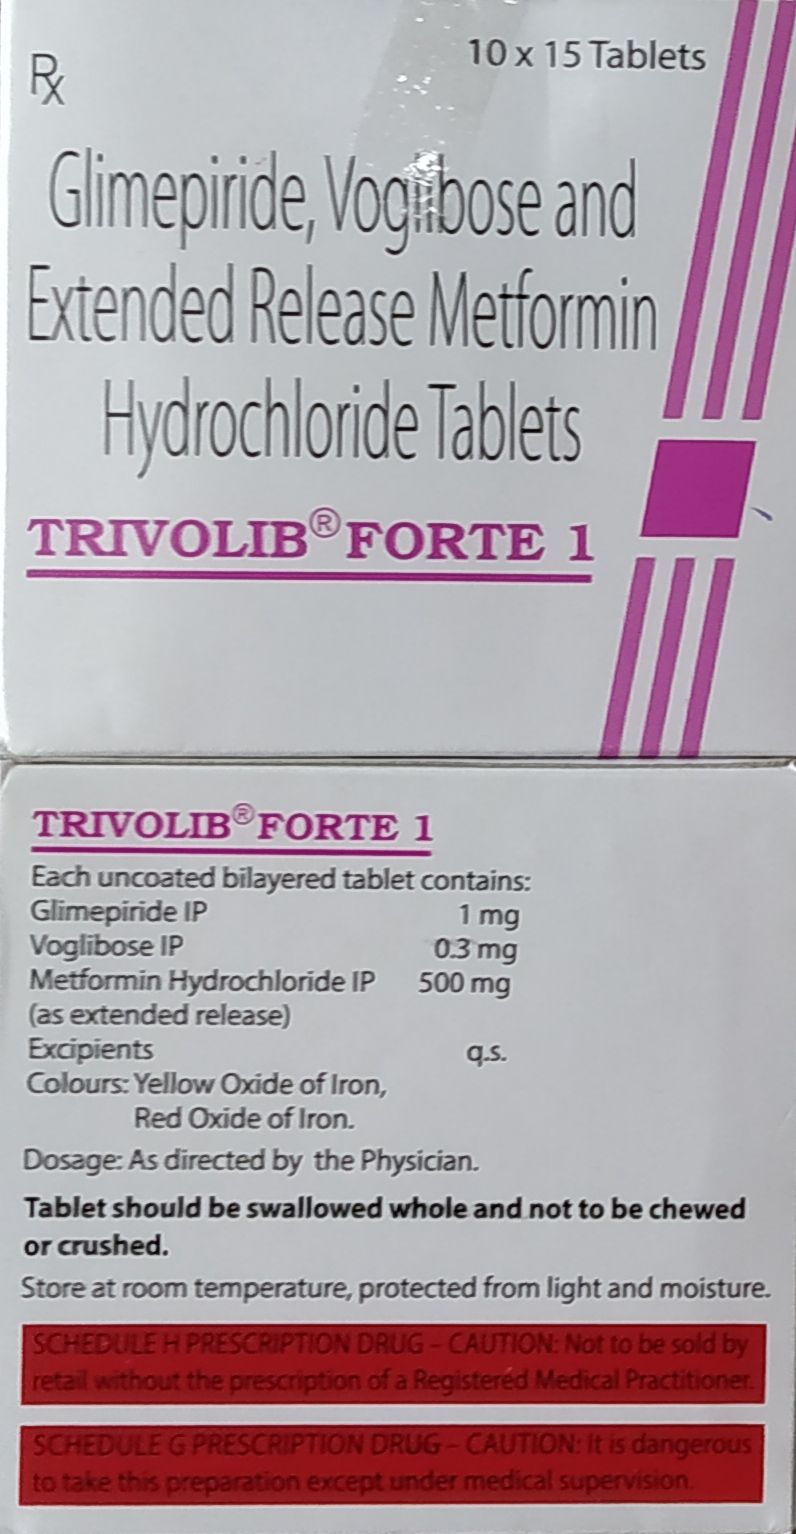 Rx
10 x 15 Tablets
Glimepiride, Voglibose and
Extended Release Metformin
Hydrochloride Tablets
TRIVOLIB® FORTE 1
TRIVOLIB® FORTE 1
Each uncoated bilayered tablet contains:
Glimepiride IP 1 mg
Voglibose IP 0.3 mg
Metformin Hydrochloride IP 500 mg
(as extended release)
Excipients q.s.
Colours: Yellow Oxide of Iron,
Red Oxide of Iron.
Dosage: As directed by the Physician.
Tablet should be swallowed whole and not to be chewed
or crushed.
Store at room temperature, protected from light and moisture.
SCHEDULE H PRESCRIPTION DRUG – CAUTION: Not to be sold by
retail without the prescription of a Registered Medical Practitioner.
SCHEDULE G PRESCRIPTION DRUG – CAUTION: It is dangerous
to take this preparation except under medical supervision.